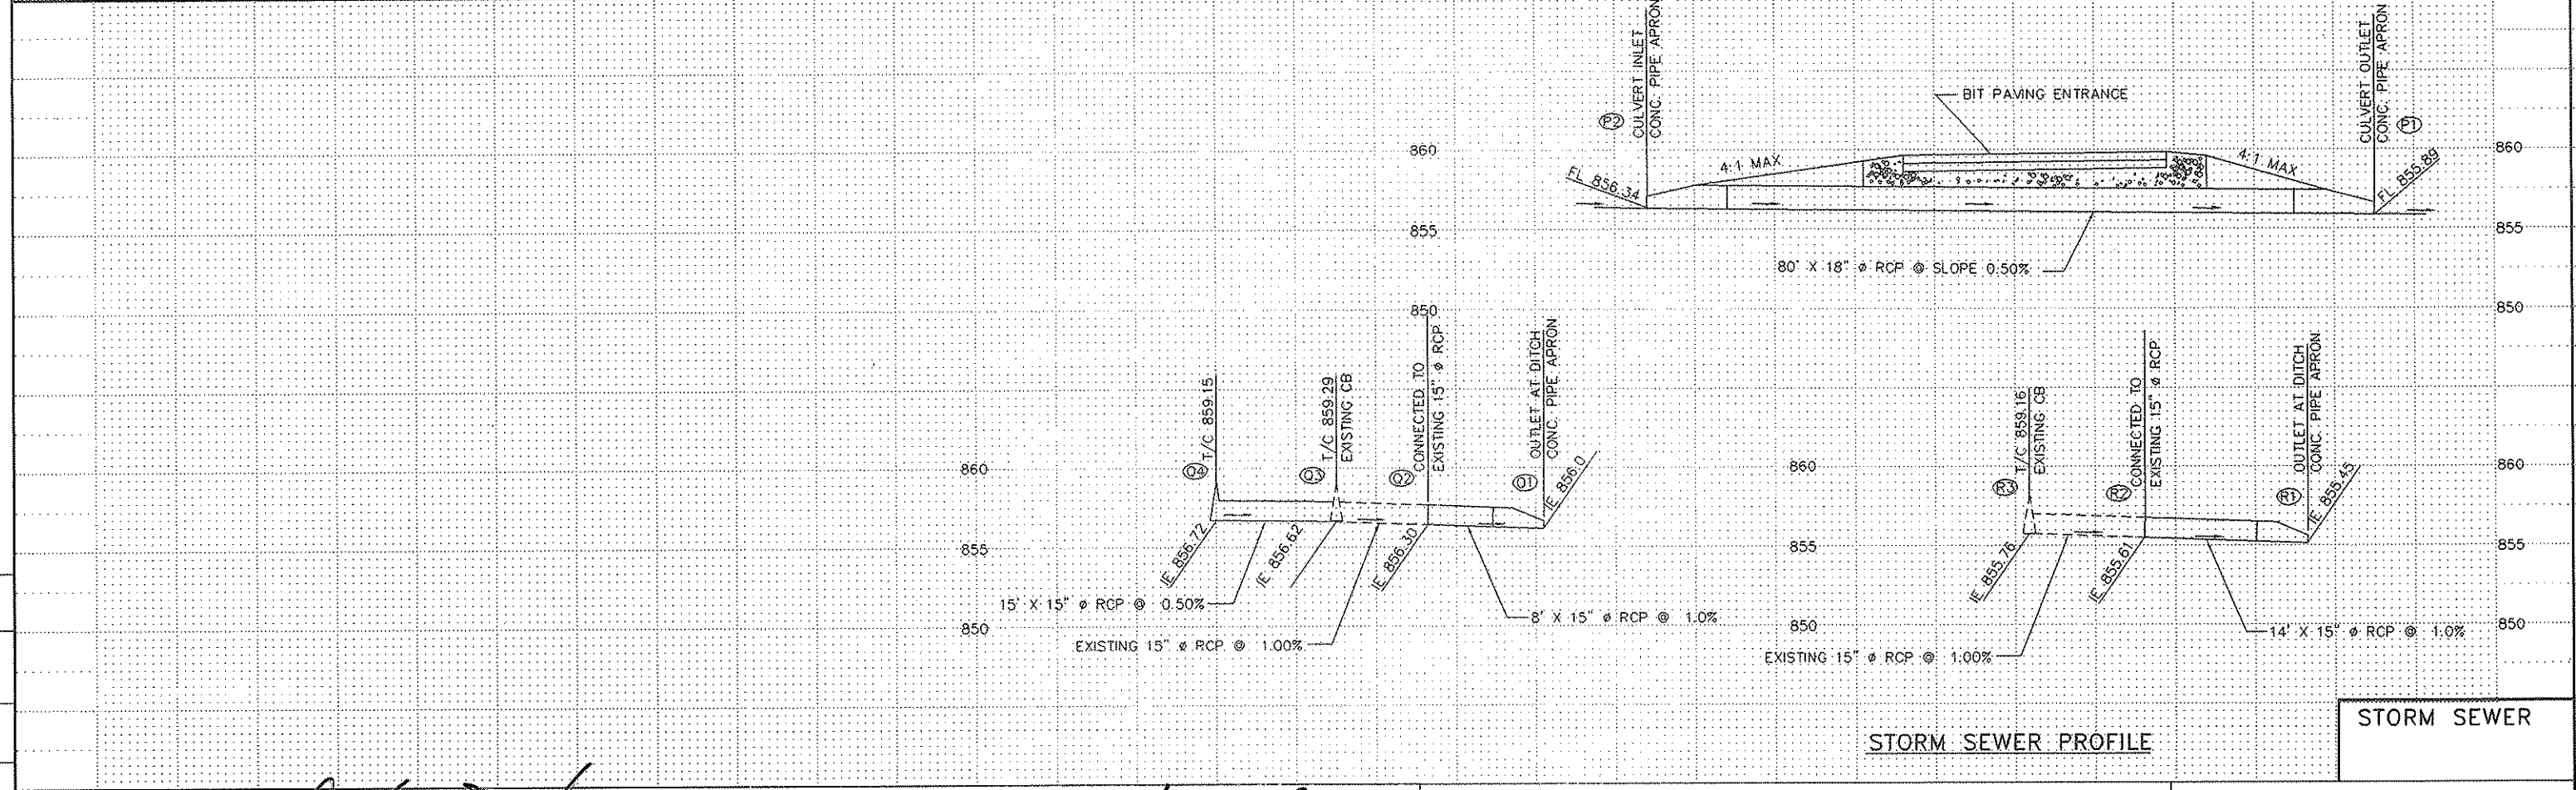 CULVERT INLET
CONC. PIPE APRON
P2
FL 856.34
4:1 MAX
BIT PAVING ENTRANCE
4:1 MAX
CULVERT OUTLET
CONC. PIPE APRON
P1
FL 855.89
860
860
855
855
80' X 18" ø RCP @ SLOPE 0.50%
850
850
Q4
T/C 859.15
Q3
T/C 859.29
EXISTING CB
Q2
CONNECTED TO
EXISTING 15" ø RCP
Q1
OUTLET AT DITCH
CONC. PIPE APRON
IE 856.0
860
855
850
IE 856.72
IE 856.62
IE 856.30
15' X 15" ø RCP @ 0.50%
EXISTING 15" ø RCP @ 1.00%
8' X 15" ø RCP @ 1.0%
R3
T/C 859.16
EXISTING CB
R2
CONNECTED TO
EXISTING 15" ø RCP
R1
OUTLET AT DITCH
CONC. PIPE APRON
IE 855.45
860
860
855
855
850
850
IE 855.76
IE 855.61
EXISTING 15" ø RCP @ 1.00%
14' X 15" ø RCP @ 1.0%
STORM SEWER PROFILE
STORM SEWER